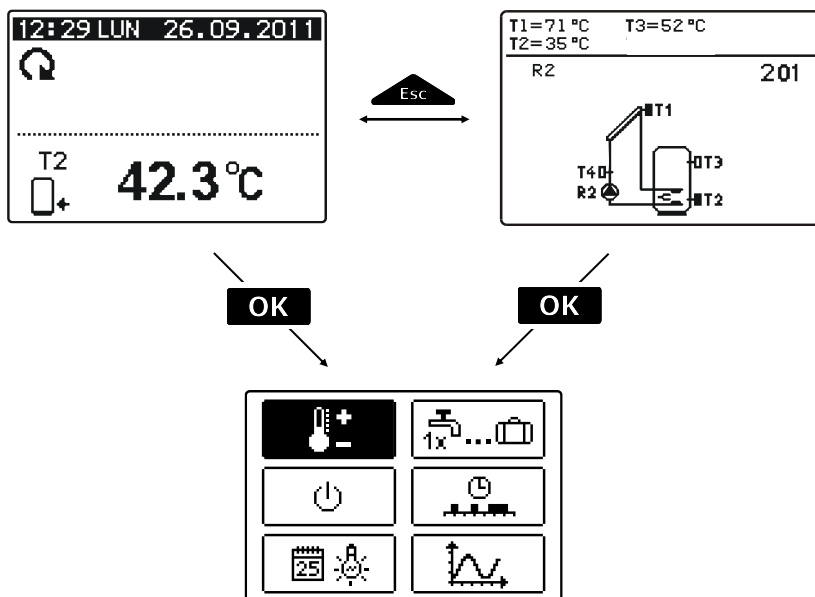 12:29 LUN 26.09.2011
T2
42.3°C
Esc
T1=71°C T3=52°C
T2=35°C
R2 201
T1
T3
T4
R2
T2
OK
OK
1x ...
25